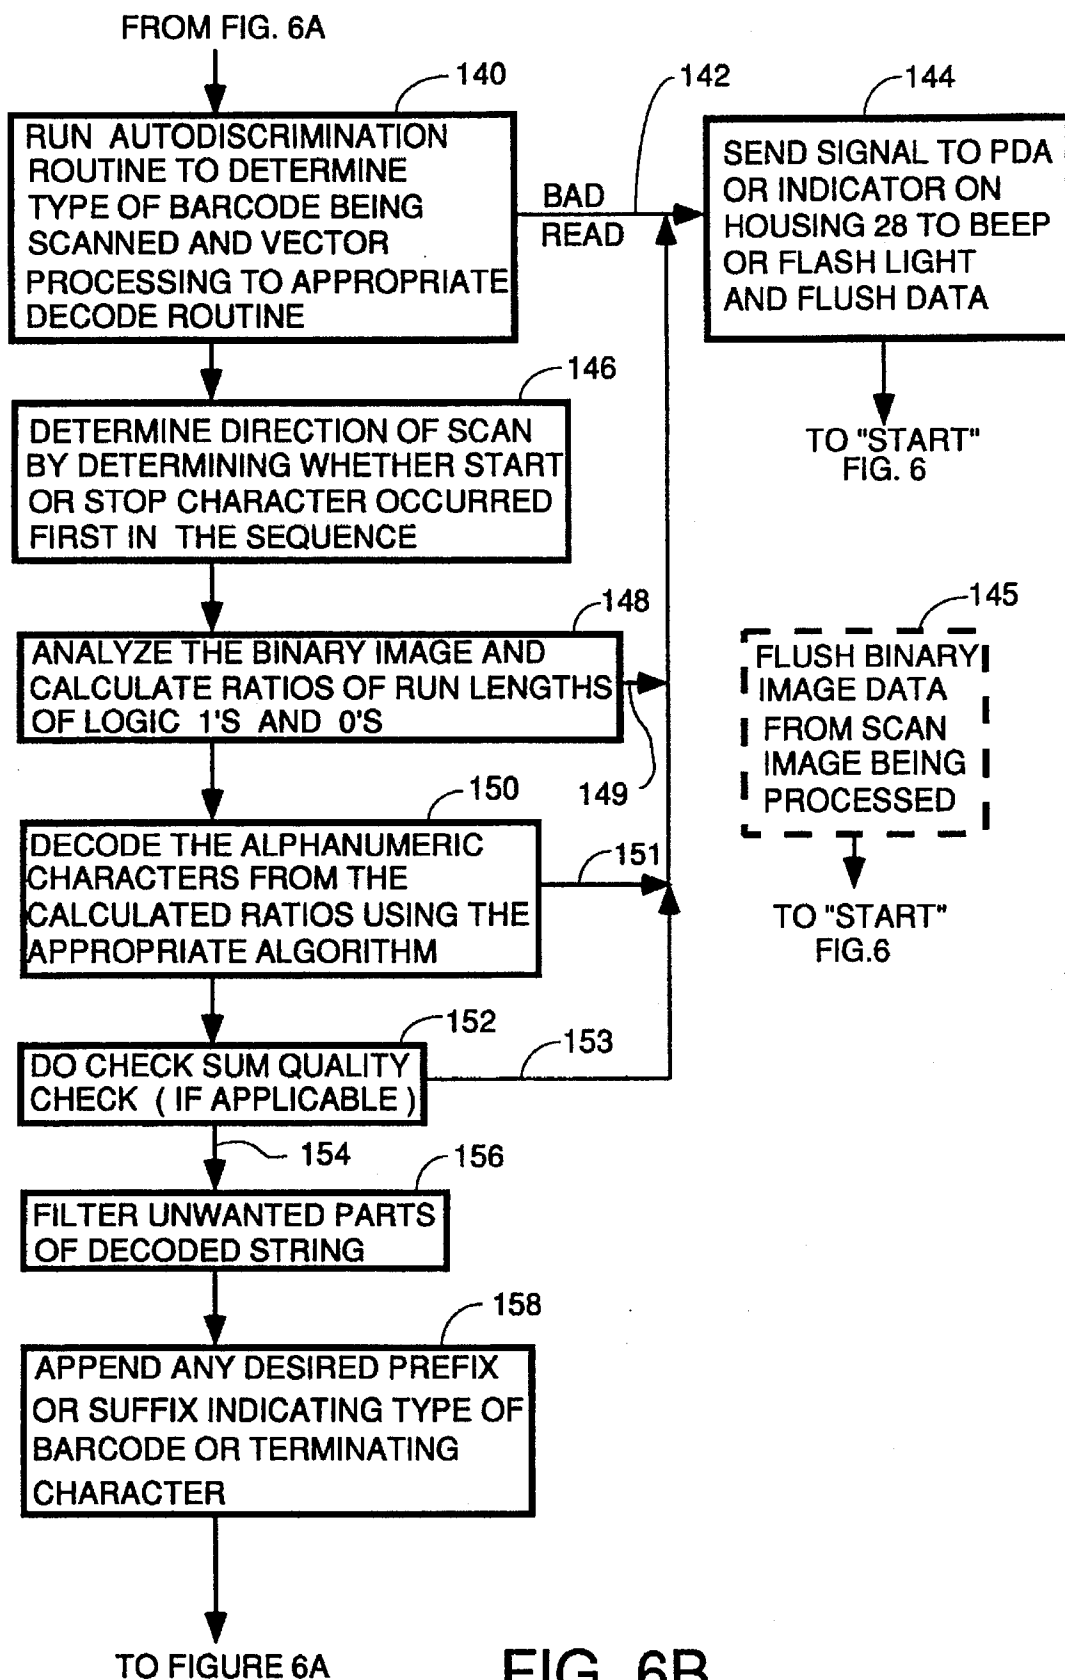 FROM FIG. 6A
140
142
144
RUN AUTODISCRIMINATION
ROUTINE TO DETERMINE
TYPE OF BARCODE BEING
SCANNED AND VECTOR
PROCESSING TO APPROPRIATE
DECODE ROUTINE
BAD
READ
SEND SIGNAL TO PDA
OR INDICATOR ON
HOUSING 28 TO BEEP
OR FLASH LIGHT
AND FLUSH DATA
TO "START"
FIG. 6
146
DETERMINE DIRECTION OF SCAN
BY DETERMINING WHETHER START
OR STOP CHARACTER OCCURRED
FIRST IN THE SEQUENCE
148
ANALYZE THE BINARY IMAGE AND
CALCULATE RATIOS OF RUN LENGTHS
OF LOGIC 1'S AND 0'S
149
145
FLUSH BINARY
IMAGE DATA
FROM SCAN
IMAGE BEING
PROCESSED
TO "START"
FIG.6
150
DECODE THE ALPHANUMERIC
CHARACTERS FROM THE
CALCULATED RATIOS USING THE
APPROPRIATE ALGORITHM
151
152
DO CHECK SUM QUALITY
CHECK ( IF APPLICABLE )
153
154
156
FILTER UNWANTED PARTS
OF DECODED STRING
158
APPEND ANY DESIRED PREFIX
OR SUFFIX INDICATING TYPE OF
BARCODE OR TERMINATING
CHARACTER
TO FIGURE 6A
FIG. 6B